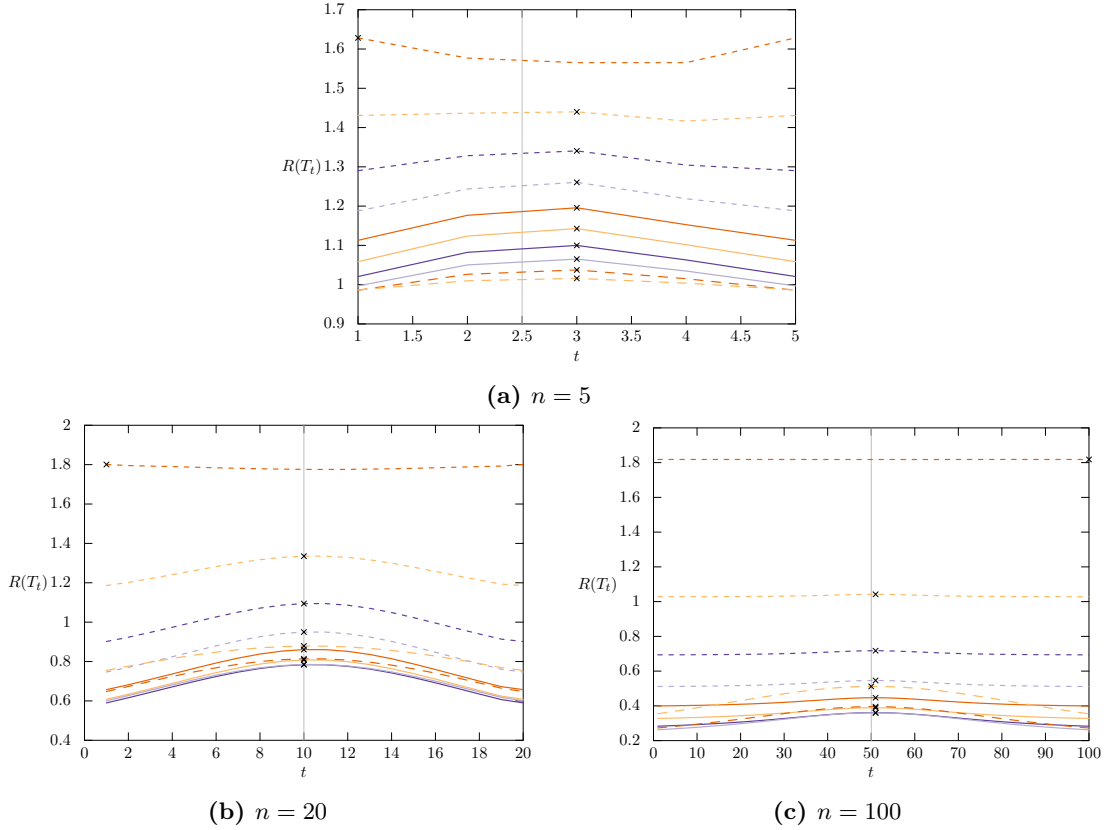 1.7
1.6
1.5
1.4
1.3
R(T_t)
1.2
1.1
1
0.9
1 1.5 2 2.5 3 3.5 4 4.5 5
t
(a) n = 5
2
1.8
1.6
1.4
1.2
R(T_t)
1
0.8
0.6
0.4
0 2 4 6 8 10 12 14 16 18 20
t
(b) n = 20
2
1.8
1.6
1.4
1.2
R(T_t)
1
0.8
0.6
0.4
0.2
0 10 20 30 40 50 60 70 80 90 100
t
(c) n = 100